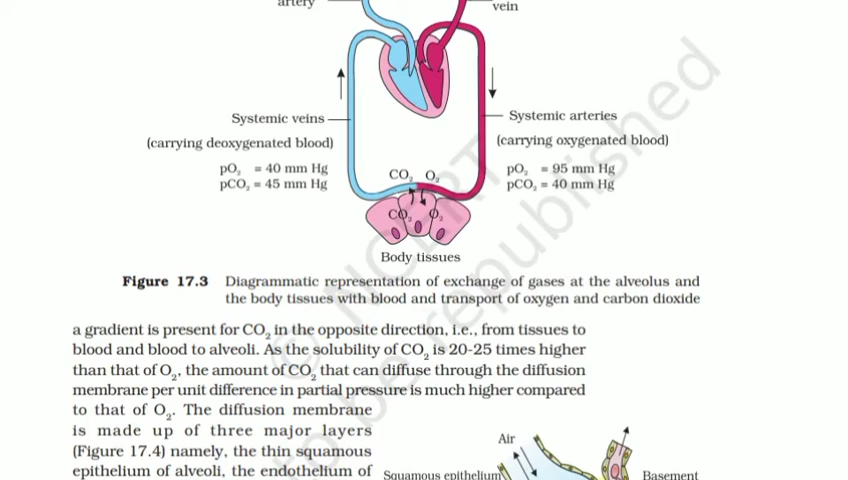 artery
vein
Systemic veins
(carrying deoxygenated blood)
pO₂ = 40 mm Hg
pCO₂ = 45 mm Hg
Systemic arteries
(carrying oxygenated blood)
pO₂ = 95 mm Hg
pCO₂ = 40 mm Hg
CO₂ O₂
CO₂ O₂
Body tissues
Figure 17.3 Diagrammatic representation of exchange of gases at the alveolus and
the body tissues with blood and transport of oxygen and carbon dioxide
a gradient is present for CO₂ in the opposite direction, i.e., from tissues to
blood and blood to alveoli. As the solubility of CO₂ is 20-25 times higher
than that of O₂, the amount of CO₂ that can diffuse through the diffusion
membrane per unit difference in partial pressure is much higher compared
to that of O₂. The diffusion membrane
is made up of three major layers
(Figure 17.4) namely, the thin squamous
epithelium of alveoli, the endothelium of
Air
Squamous epithelium
Basement
© NCERT
to be republished